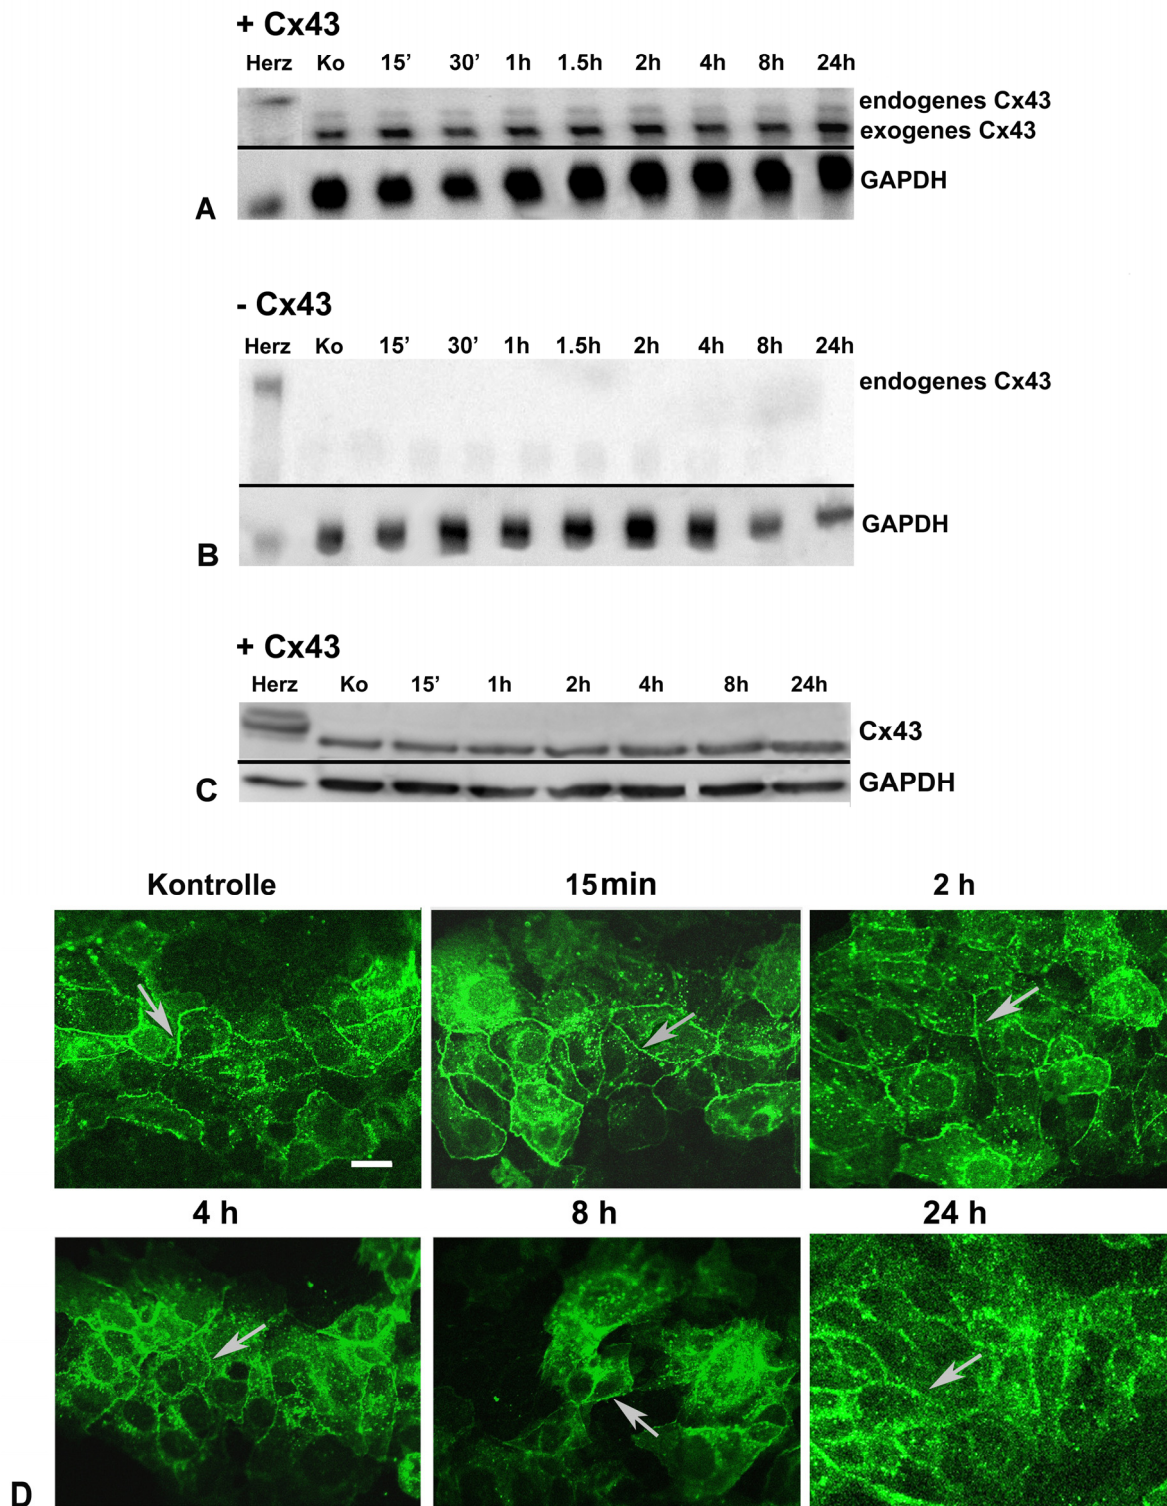 + Cx43
Herz Ko 15' 30' 1h 1.5h 2h 4h 8h 24h
endogenes Cx43
exogenes Cx43
GAPDH
A
- Cx43
Herz Ko 15' 30' 1h 1.5h 2h 4h 8h 24h
endogenes Cx43
GAPDH
B
+ Cx43
Herz Ko 15' 1h 2h 4h 8h 24h
Cx43
GAPDH
C
Kontrolle 15min 2 h
4 h 8 h 24 h
D